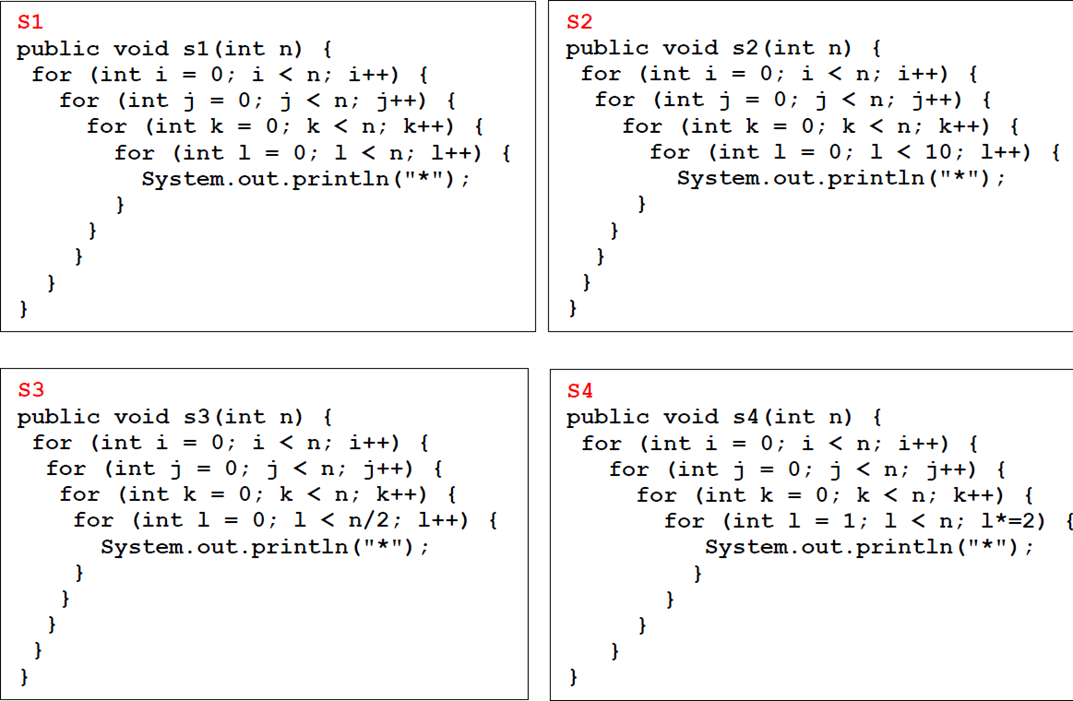 S1
public void s1(int n) {
for (int i = 0; i < n; i++) {
for (int j = 0; j < n; j++) {
for (int k = 0; k < n; k++) {
for (int l = 0; l < n; l++) {
System.out.println("*");
}
}
}
}
}
S2
public void s2(int n) {
for (int i = 0; i < n; i++) {
for (int j = 0; j < n; j++) {
for (int k = 0; k < n; k++) {
for (int l = 0; l < 10; l++) {
System.out.println("*");
}
}
}
}
}
S3
public void s3(int n) {
for (int i = 0; i < n; i++) {
for (int j = 0; j < n; j++) {
for (int k = 0; k < n; k++) {
for (int l = 0; l < n/2; l++) {
System.out.println("*");
}
}
}
}
}
S4
public void s4(int n) {
for (int i = 0; i < n; i++) {
for (int j = 0; j < n; j++) {
for (int k = 0; k < n; k++) {
for (int l = 1; l < n; l*=2) {
System.out.println("*");
}
}
}
}
}